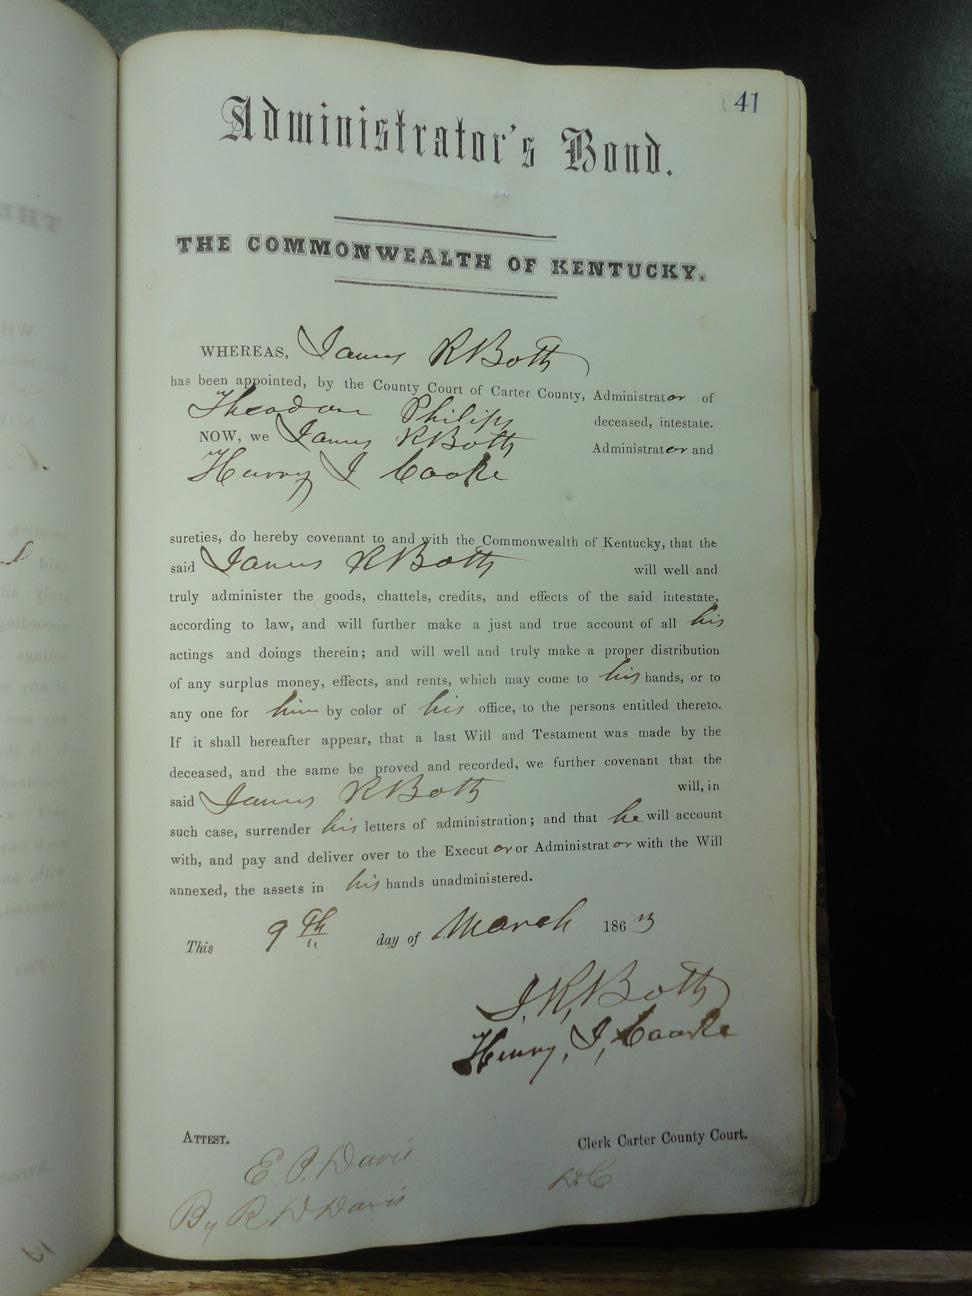 41
Administrator's Bond.
THE COMMONWEALTH OF KENTUCKY.
WHEREAS, James R Botts
has been appointed, by the County Court of Carter County, Administrator of
Theodore Philips deceased, intestate.
NOW, we James R Botts Administrator and
Henry J Cooke
sureties, do hereby covenant to and with the Commonwealth of Kentucky, that the
said James R Botts will well and
truly administer the goods, chattels, credits, and effects of the said intestate,
according to law, and will further make a just and true account of all his
actings and doings therein; and will well and truly make a proper distribution
of any surplus money, effects, and rents, which may come to his hands, or to
any one for him by color of his office, to the persons entitled thereto.
If it shall hereafter appear, that a last Will and Testament was made by the
deceased, and the same be proved and recorded, we further covenant that the
said James R Botts will, in
such case, surrender his letters of administration; and that he will account
with, and pay and deliver over to the Executor or Administrator with the Will
annexed, the assets in his hands unadministered.
This 9th day of March 1863
J. R. Botts
Henry, J, Cooke
ATTEST. Clerk Carter County Court.
E. P. Davis
By R D Davis DC